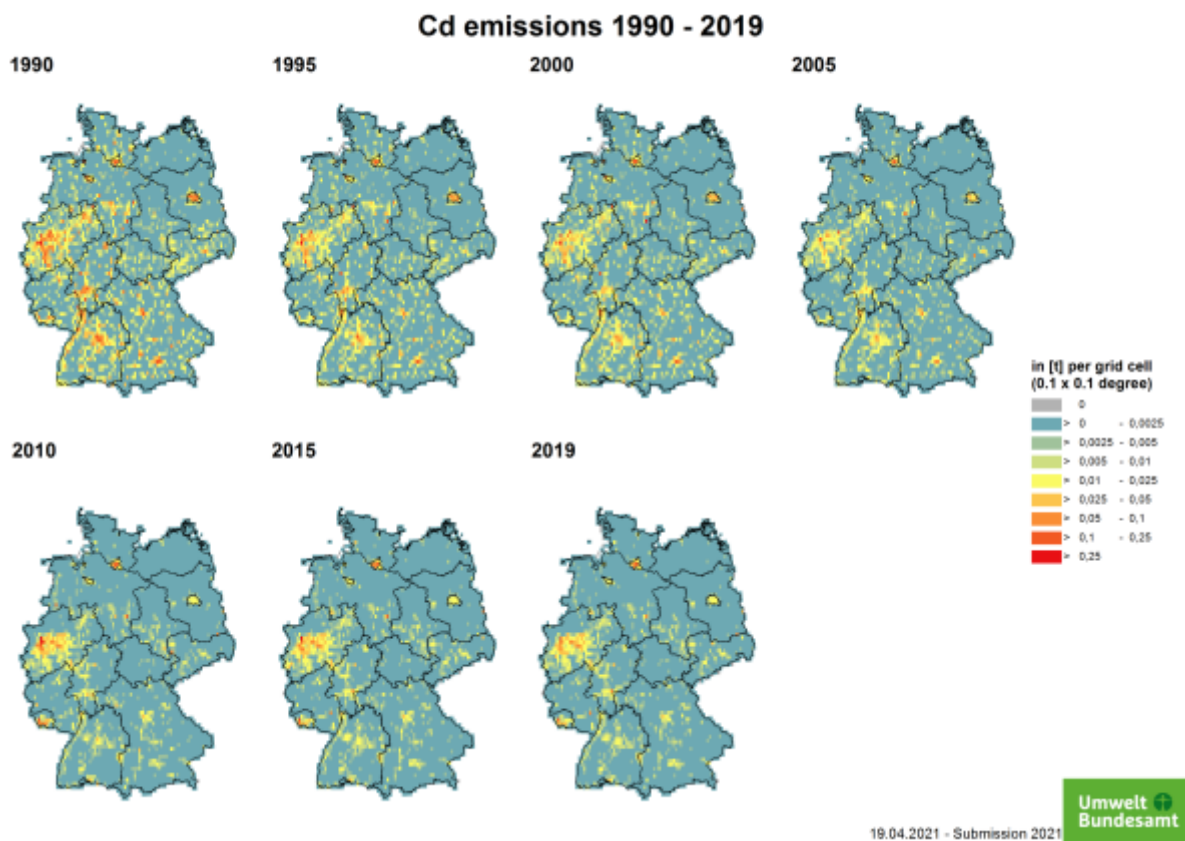 Cd emissions 1990 - 2019
1990
1995
2000
2005
in [t] per grid cell
(0.1 x 0.1 degree)
0
> 0 - 0,0025
> 0,0025 - 0,005
> 0,005 - 0,01
> 0,01 - 0,025
> 0,025 - 0,05
> 0,05 - 0,1
> 0,1 - 0,25
> 0,25
2010
2015
2019
Umwelt
Bundesamt
19.04.2021 - Submission 2021